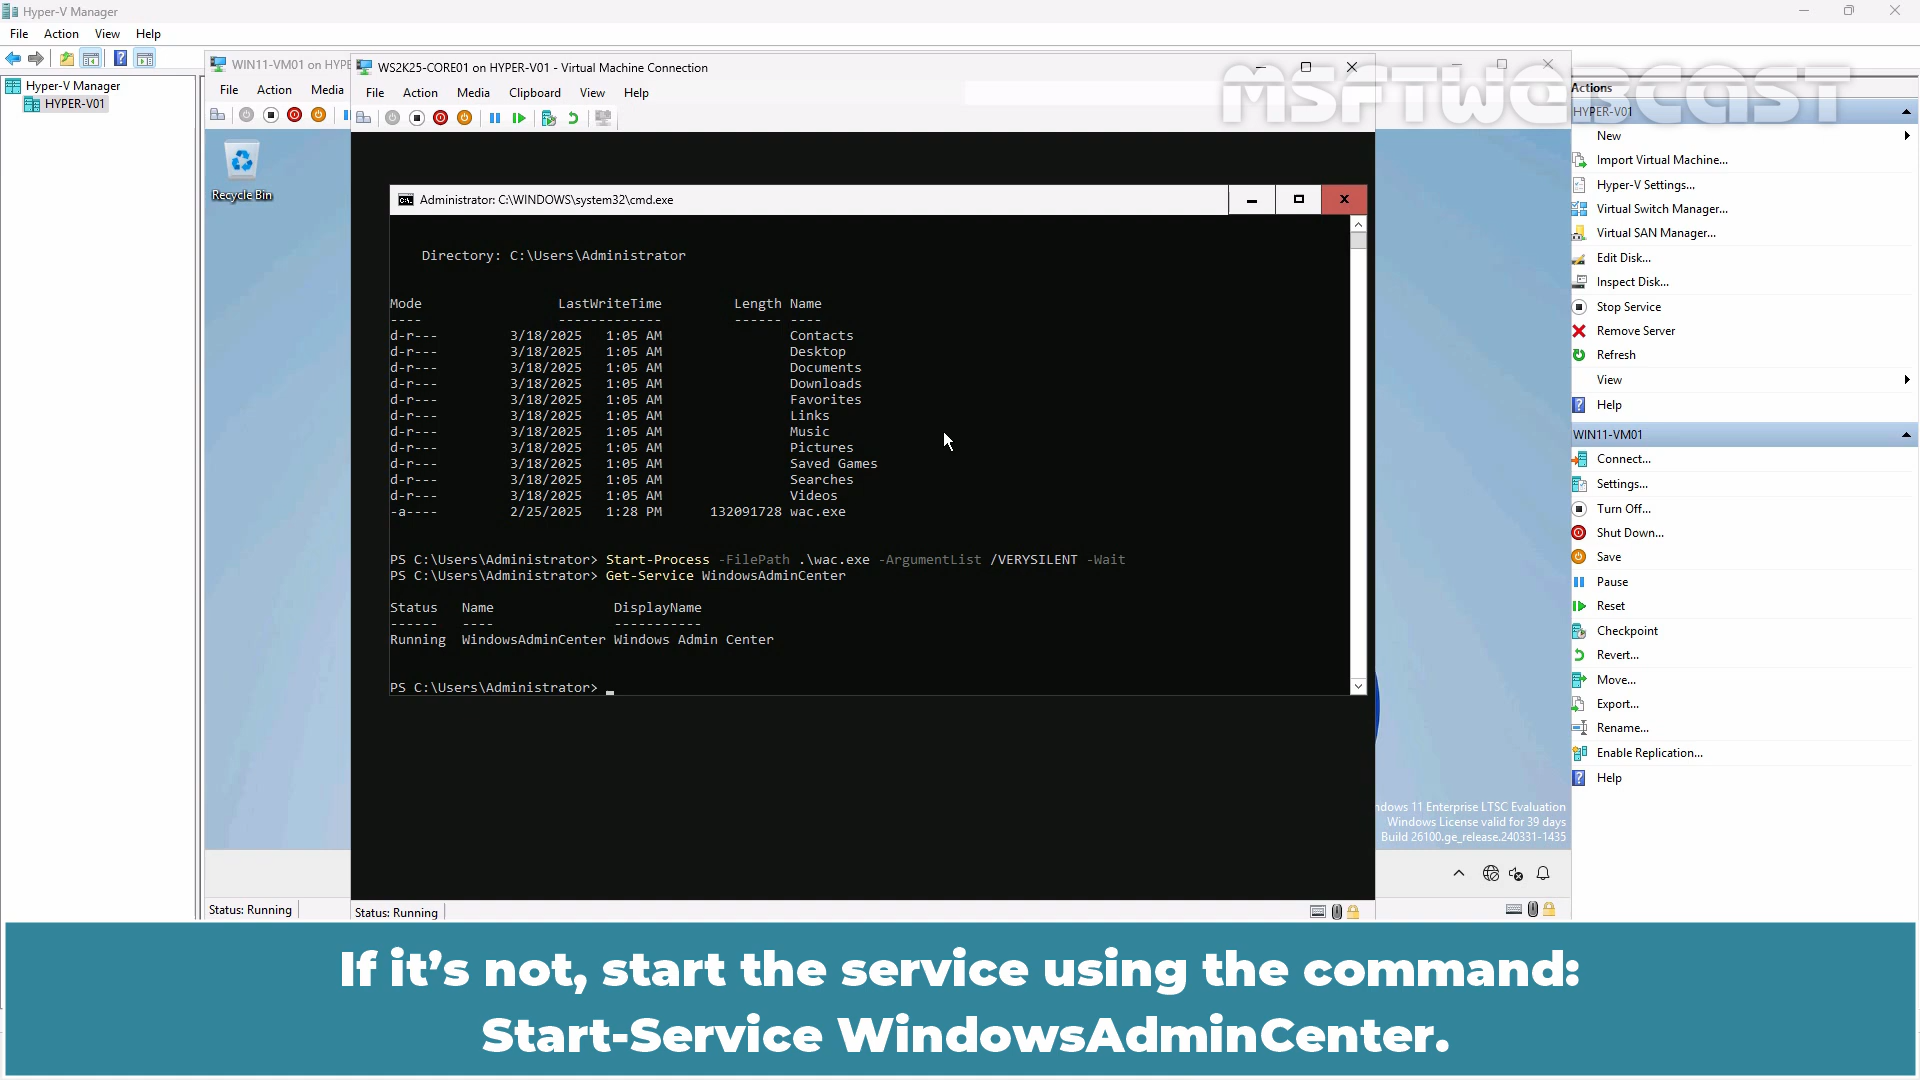 Hyper-V Manager
File Action View Help
Hyper-V Manager
HYPER-V01
WIN11-VM01 on HYPE
File Action Media
Recycle Bin
WS2K25-CORE01 on HYPER-V01 - Virtual Machine Connection
File Action Media Clipboard View Help
MSFTWEBCAST
Administrator: C:\WINDOWS\system32\cmd.exe
Directory: C:\Users\Administrator
Mode LastWriteTime Length Name
---- ------------- ------ ----
d-r--- 3/18/2025 1:05 AM Contacts
d-r--- 3/18/2025 1:05 AM Desktop
d-r--- 3/18/2025 1:05 AM Documents
d-r--- 3/18/2025 1:05 AM Downloads
d-r--- 3/18/2025 1:05 AM Favorites
d-r--- 3/18/2025 1:05 AM Links
d-r--- 3/18/2025 1:05 AM Music
d-r--- 3/18/2025 1:05 AM Pictures
d-r--- 3/18/2025 1:05 AM Saved Games
d-r--- 3/18/2025 1:05 AM Searches
d-r--- 3/18/2025 1:05 AM Videos
-a---- 2/25/2025 1:28 PM 132091728 wac.exe
PS C:\Users\Administrator> Start-Process -FilePath .\wac.exe -ArgumentList /VERYSILENT -Wait
PS C:\Users\Administrator> Get-Service WindowsAdminCenter
Status Name DisplayName
------ ---- -----------
Running WindowsAdminCenter Windows Admin Center
PS C:\Users\Administrator> _
ndows 11 Enterprise LTSC Evaluation
Windows License valid for 39 days
Build 26100.ge_release.240331-1435
Status: Running
Status: Running
Actions
HYPER-V01
New
Import Virtual Machine...
Hyper-V Settings...
Virtual Switch Manager...
Virtual SAN Manager...
Edit Disk...
Inspect Disk...
Stop Service
Remove Server
Refresh
View
Help
WIN11-VM01
Connect...
Settings...
Turn Off...
Shut Down...
Save
Pause
Reset
Checkpoint
Revert...
Move...
Export...
Rename...
Enable Replication...
Help
If it’s not, start the service using the command:
Start-Service WindowsAdminCenter.